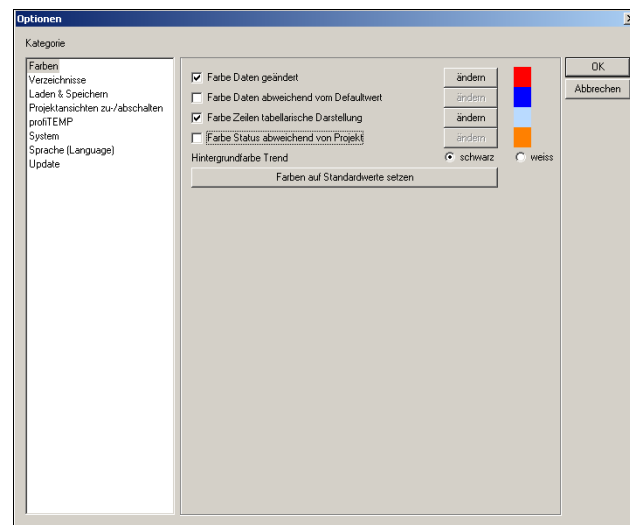 Optionen
Kategorie
Farben
Verzeichnisse
Laden & Speichern
Projektansichten zu-/abschalten
profiTEMP
System
Sprache (Language)
Update
Farbe Daten geändert
ändern
Farbe Daten abweichend vom Defaultwert
ändern
Farbe Zeilen tabellarische Darstellung
ändern
Farbe Status abweichend von Projekt
ändern
Hintergrundfarbe Trend
schwarz
weiss
Farben auf Standardwerte setzen
OK
Abbrechen